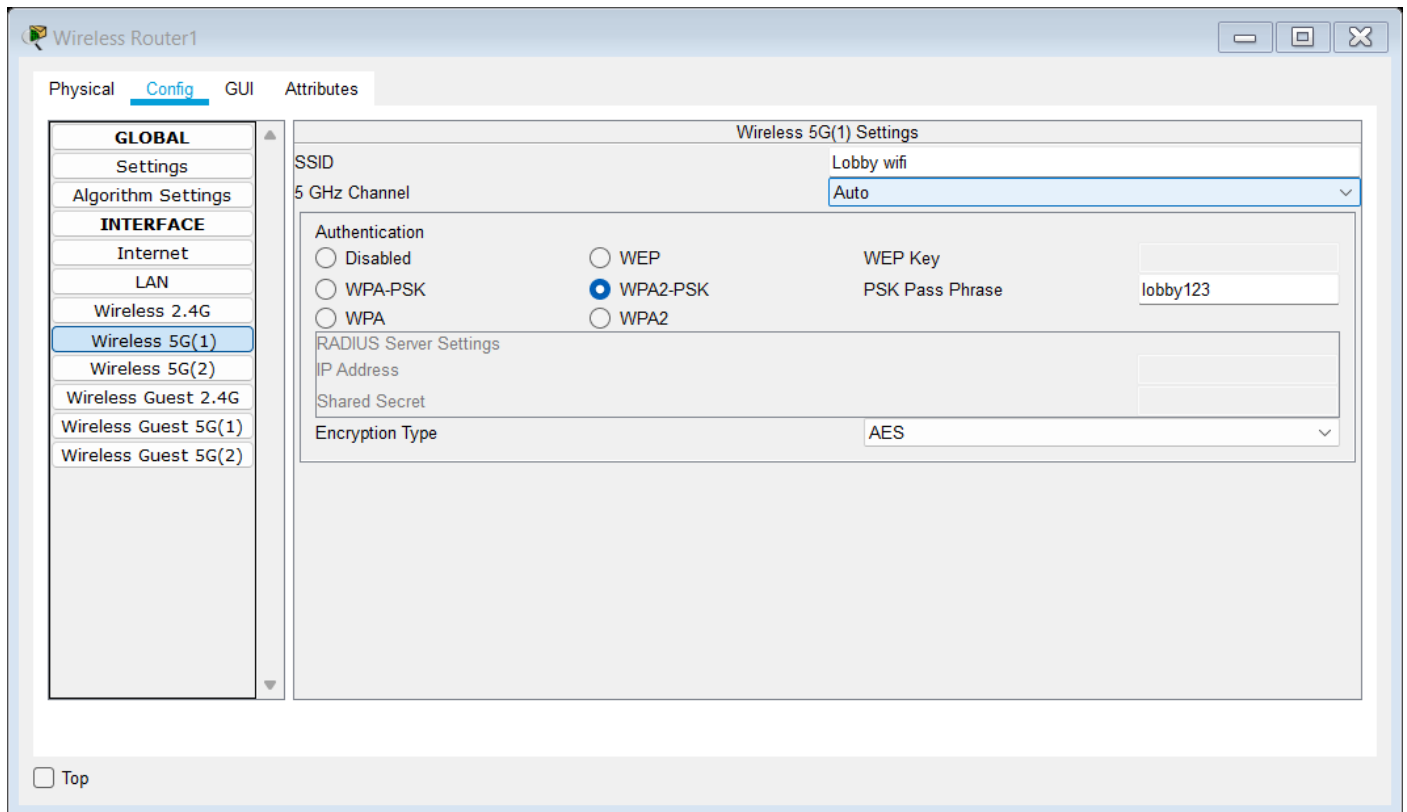 Wireless Router1
Physical Config GUI Attributes
GLOBAL
Settings
Algorithm Settings
INTERFACE
Internet
LAN
Wireless 2.4G
Wireless 5G(1)
Wireless 5G(2)
Wireless Guest 2.4G
Wireless Guest 5G(1)
Wireless Guest 5G(2)
Wireless 5G(1) Settings
SSID Lobby wifi
5 GHz Channel Auto
Authentication
Disabled WEP WEP Key
WPA-PSK WPA2-PSK PSK Pass Phrase lobby123
WPA WPA2
RADIUS Server Settings
IP Address
Shared Secret
Encryption Type AES
Top